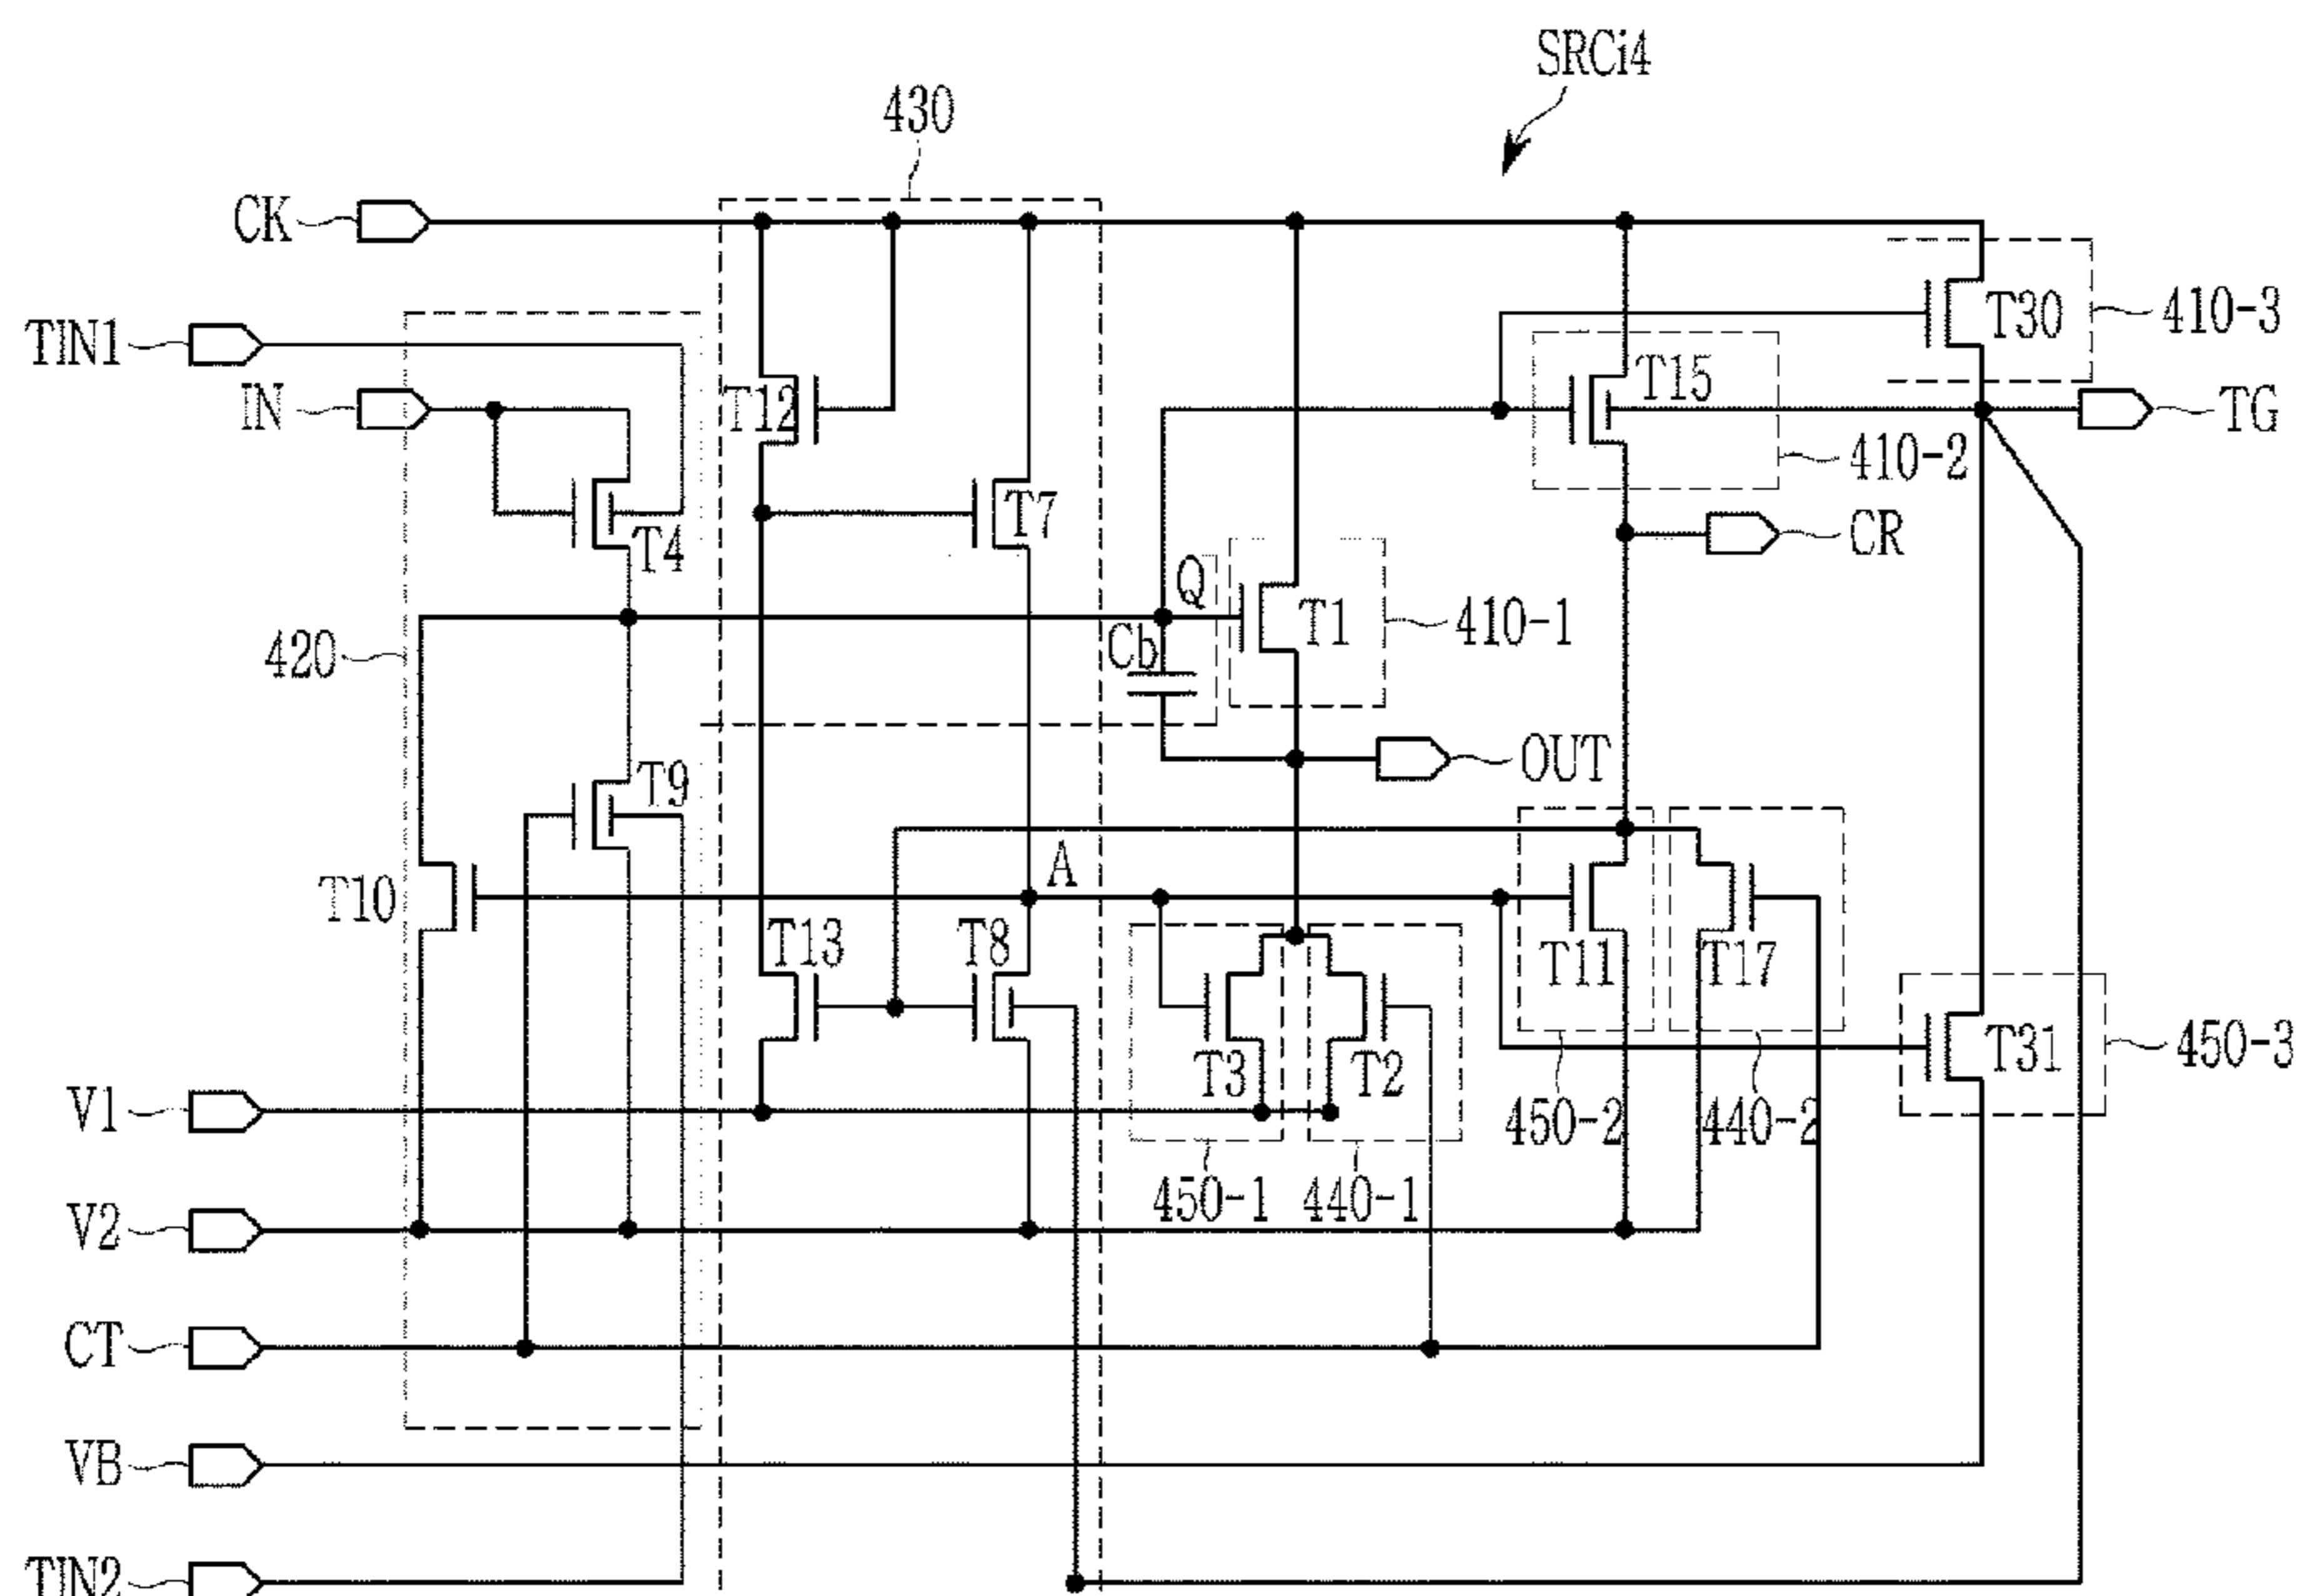 SRCi4
430
CK
T30
410-3
TIN1
T12
T15
IN
TG
410-2
T7
T4
CR
Q
T1
410-1
420
Cb
OUT
T9
A
T10
T13
T8
T11
T17
T3
T2
T31
450-3
V1
450-2
440-2
450-1
440-1
V2
CT
VB
TIN2